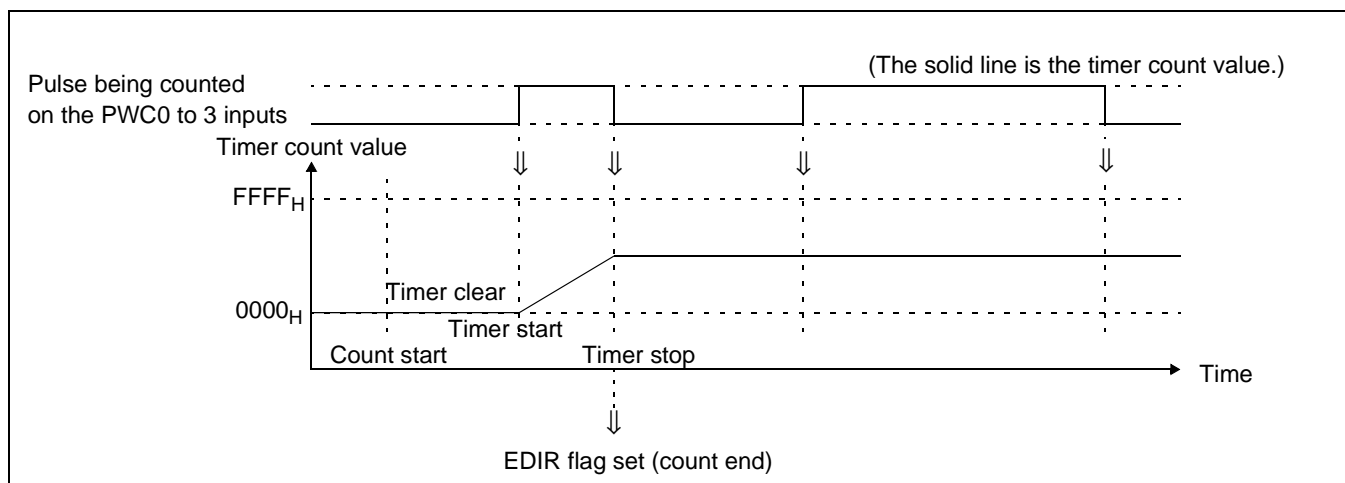 (The solid line is the timer count value.)
Pulse being counted
on the PWC0 to 3 inputs
Timer count value
FFFFH
Timer clear
0000H
Timer start
Count start
Timer stop
Time
EDIR flag set (count end)